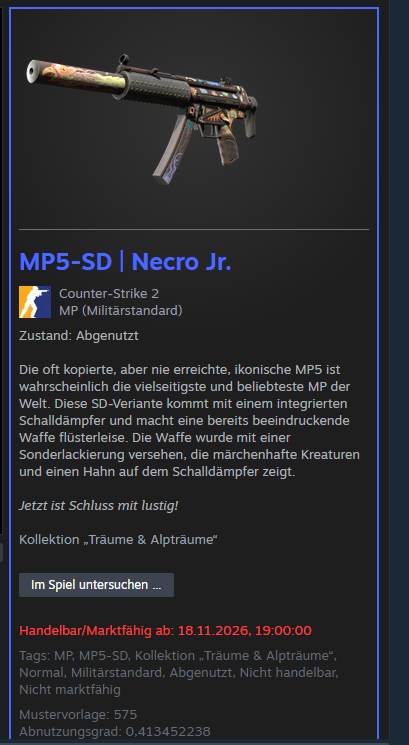 MP5-SD | Necro Jr.
Counter-Strike 2
MP (Militärstandard)
Zustand: Abgenutzt
Die oft kopierte, aber nie erreichte, ikonische MP5 ist
wahrscheinlich die vielseitigste und beliebteste MP der
Welt. Diese SD-Variante kommt mit einem integrierten
Schalldämpfer und macht eine bereits beeindruckende
Waffe flüsterleise. Die Waffe wurde mit einer
Sonderlackierung versehen, die märchenhafte Kreaturen
und einen Hahn auf dem Schalldämpfer zeigt.
Jetzt ist Schluss mit lustig!
Kollektion „Träume & Alpträume“
Im Spiel untersuchen ...
Handelbar/Marktfähig ab: 18.11.2026, 19:00:00
Tags: MP, MP5-SD, Kollektion „Träume & Alpträume“,
Normal, Militärstandard, Abgenutzt, Nicht handelbar,
Nicht marktfähig
Mustervorlage: 575
Abnutzungsgrad: 0,413452238